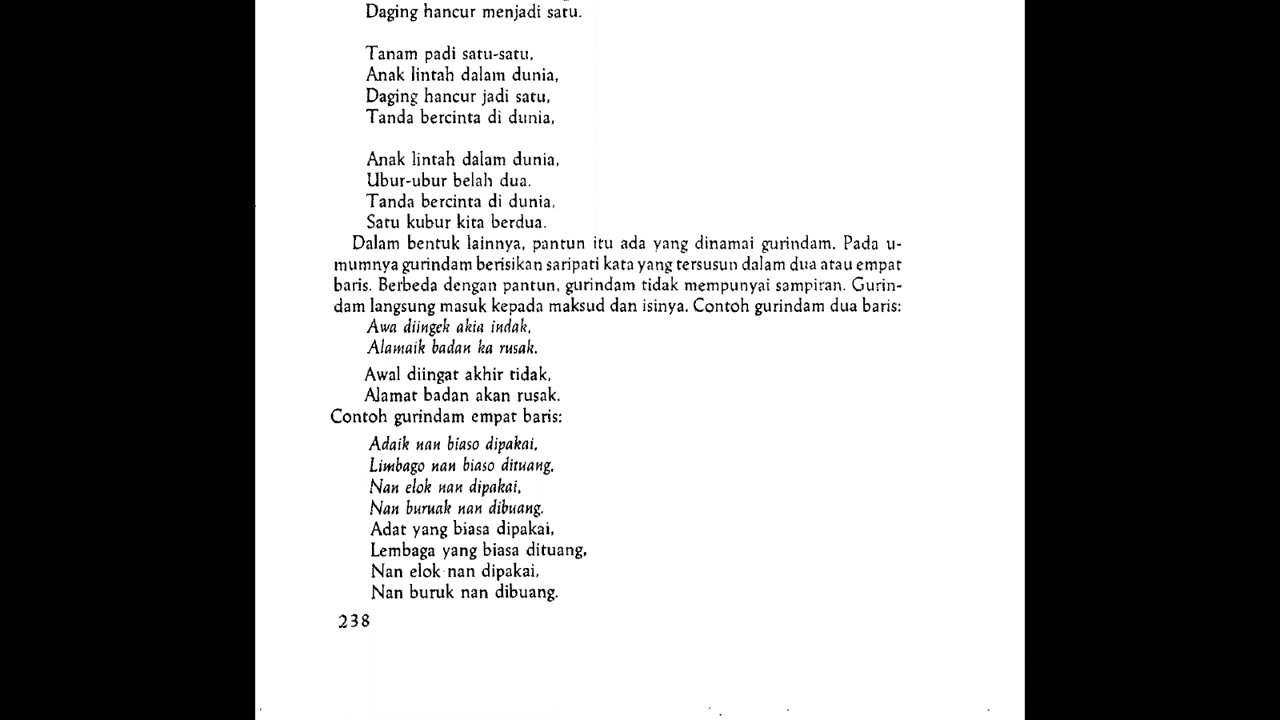 Daging hancur menjadi satu.
Tanam padi satu-satu,
Anak lintah dalam dunia,
Daging hancur jadi satu,
Tanda bercinta di dunia,
Anak lintah dalam dunia,
Ubur-ubur belah dua.
Tanda bercinta di dunia,
Satu kubur kita berdua.
Dalam bentuk lainnya, pantun itu ada yang dinamai gurindam. Pada u-
mumnya gurindam berisikan saripati kata yang tersusun dalam dua atau empat
baris. Berbeda dengan pantun, gurindam tidak mempunyai sampiran. Gurin-
dam langsung masuk kepada maksud dan isinya. Contoh gurindam dua baris:
Awa diingek akia indak,
Alamaik badan ka rusak.
Awal diingat akhir tidak,
Alamat badan akan rusak.
Contoh gurindam empat baris:
Adaik nan biaso dipakai,
Limbago nan biaso dituang,
Nan elok nan dipakai,
Nan buruak nan dibuang.
Adat yang biasa dipakai,
Lembaga yang biasa dituang,
Nan elok nan dipakai,
Nan buruk nan dibuang.
238